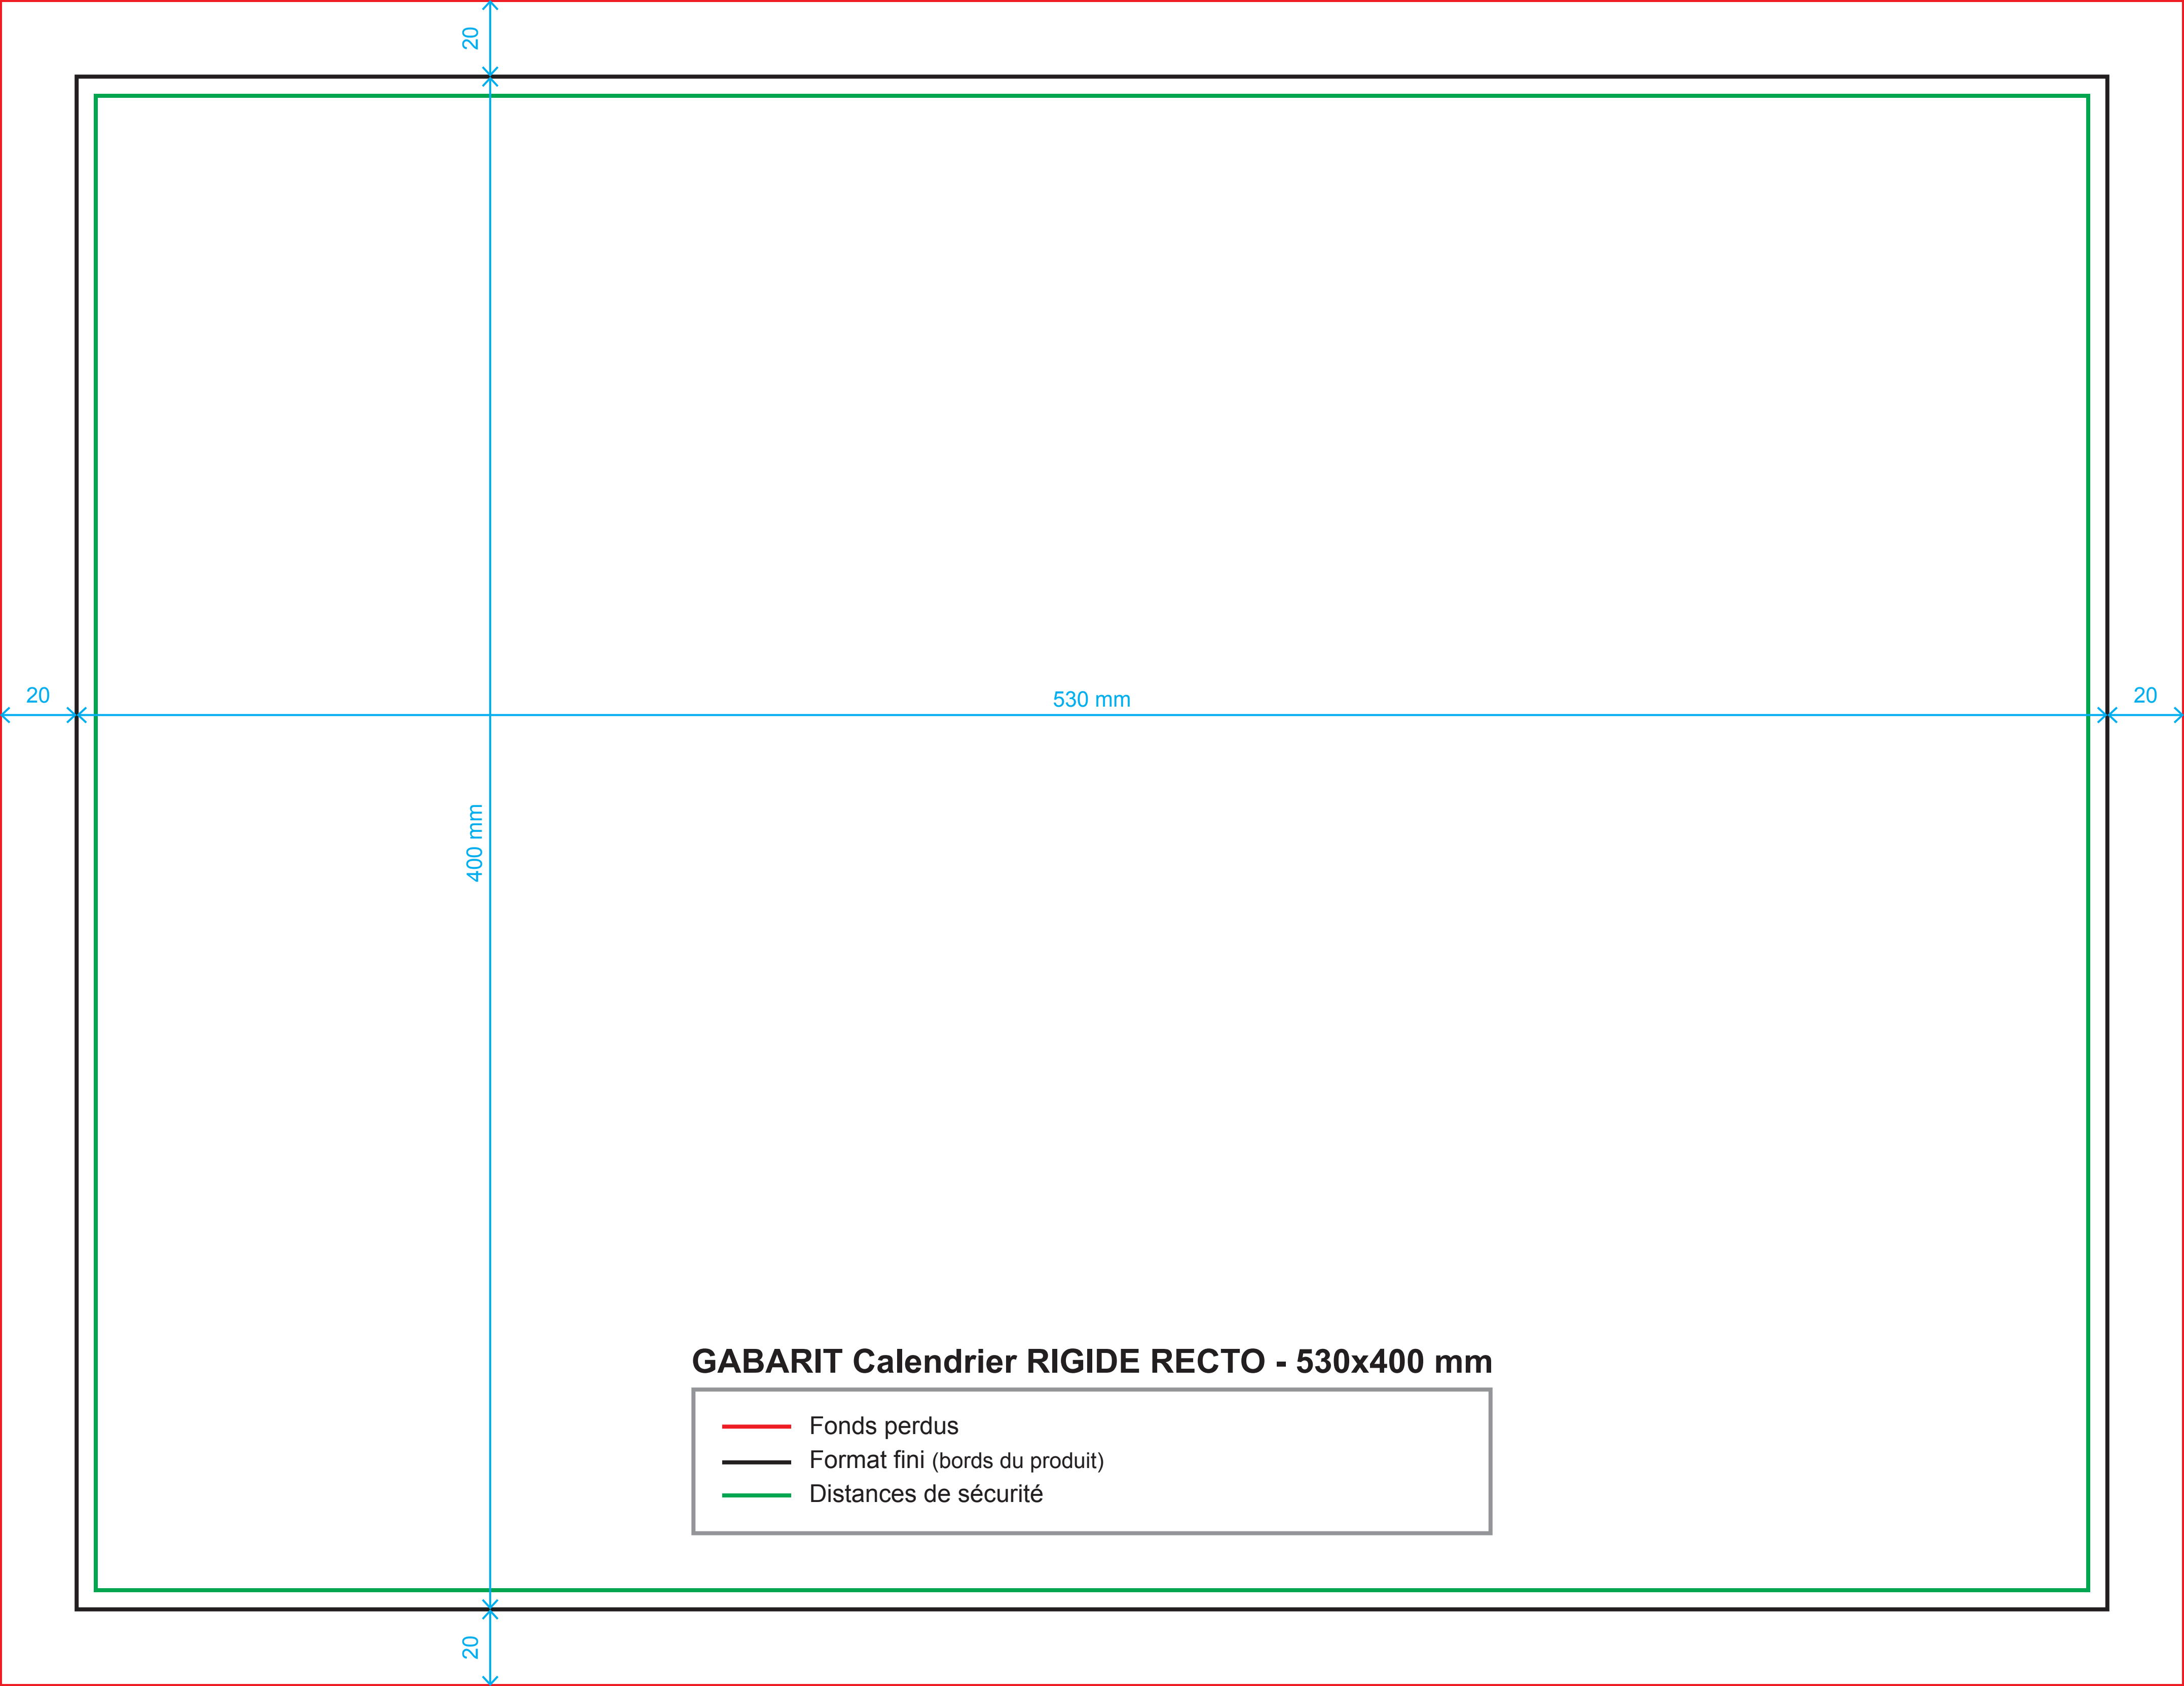 20
20
530 mm
20
400 mm
GABARIT Calendrier RIGIDE RECTO - 530x400 mm
Fonds perdus
Format fini (bords du produit)
Distances de sécurité
20